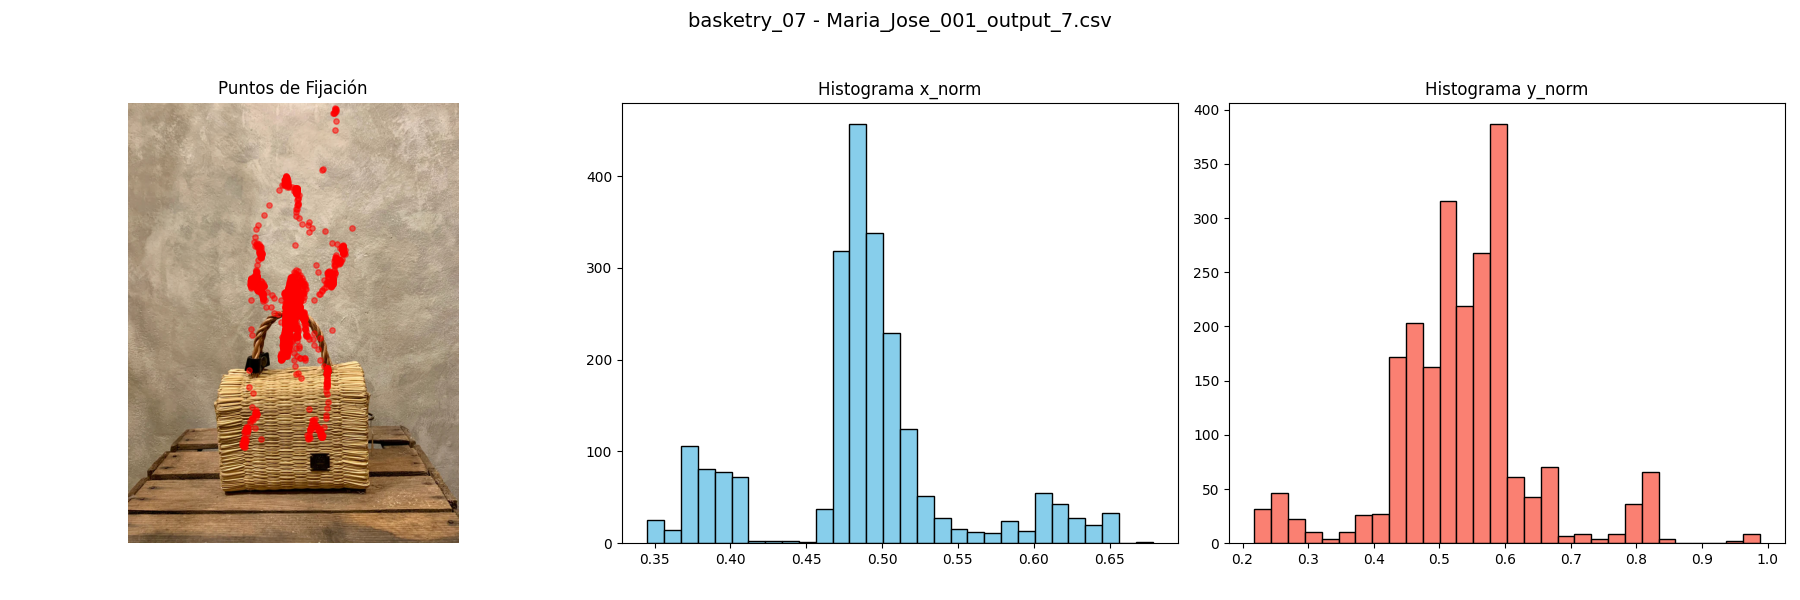 basketry_07 - Maria_Jose_001_output_7.csv
Puntos de Fijación
Histograma x_norm
400
300
200
100
0
0.35 0.40 0.45 0.50 0.55 0.60 0.65
Histograma y_norm
400
350
300
250
200
150
100
50
0
0.2 0.3 0.4 0.5 0.6 0.7 0.8 0.9 1.0